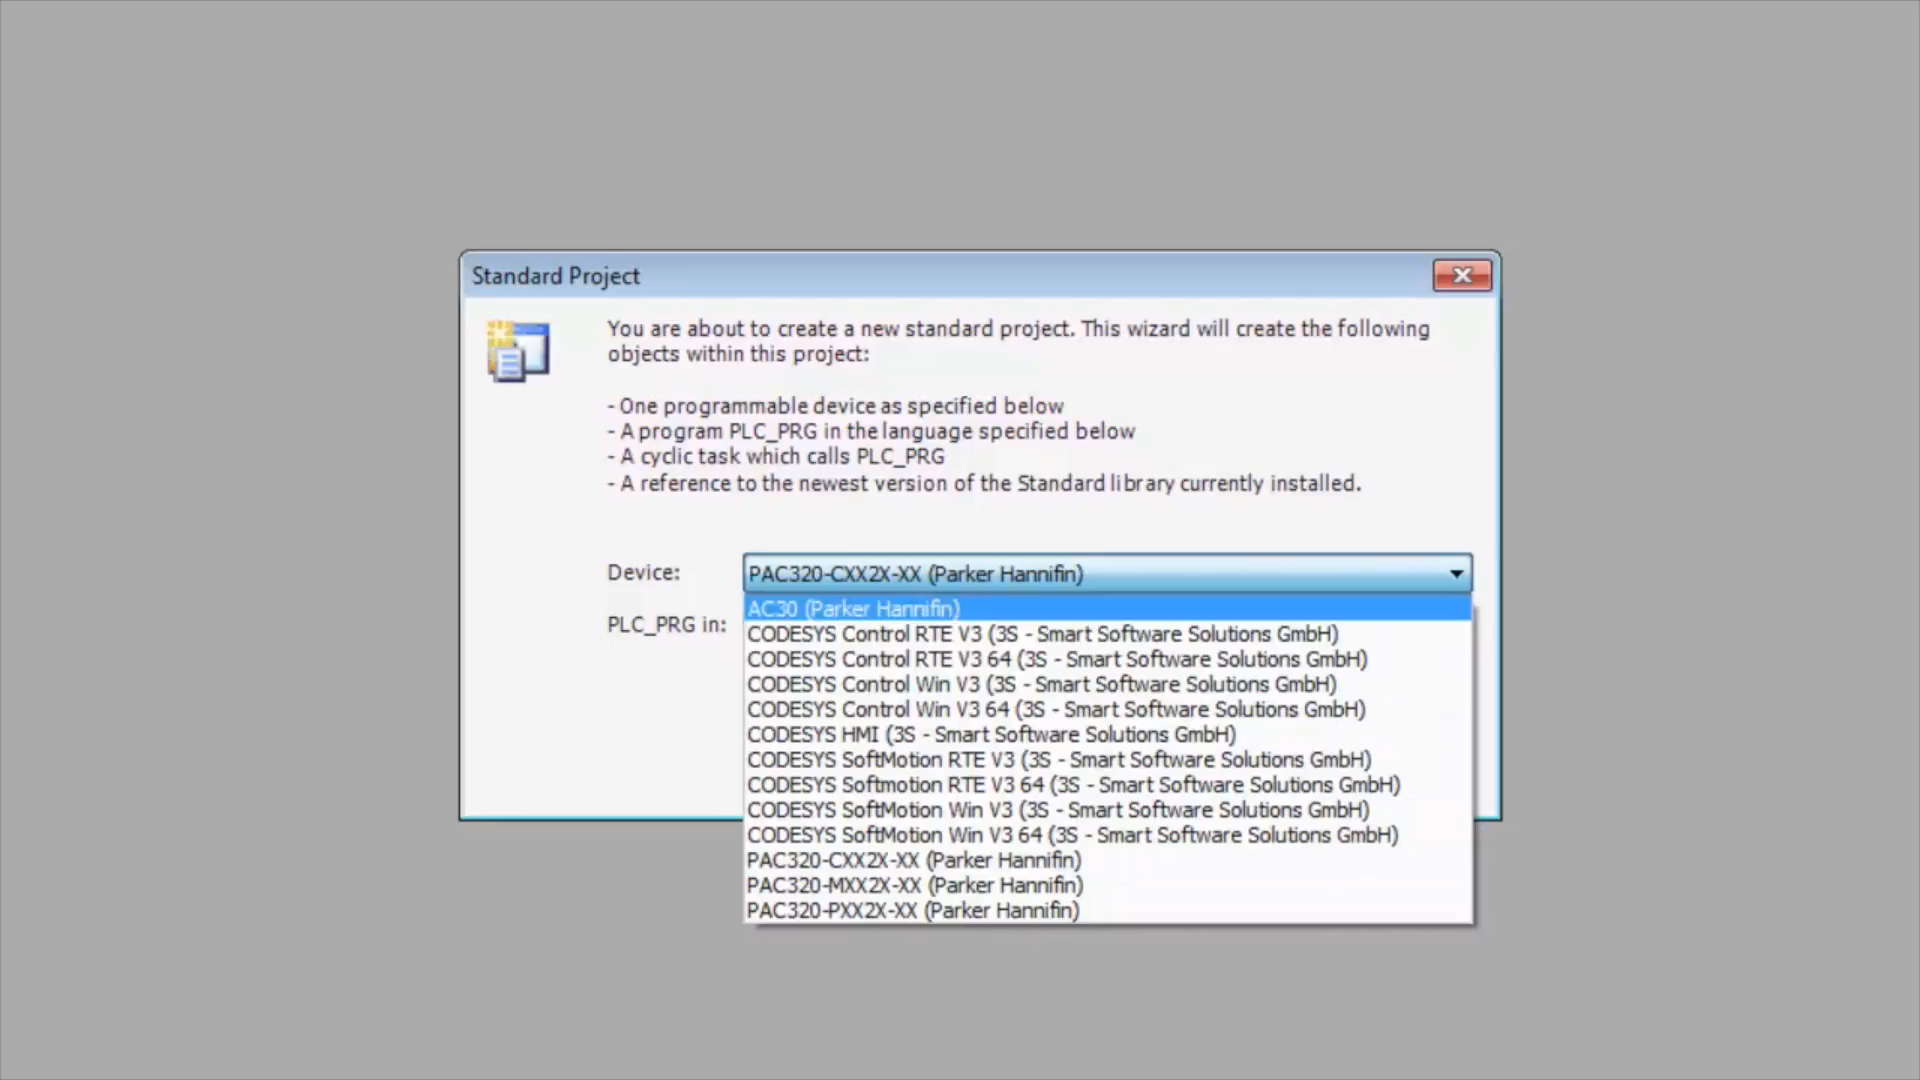 Standard Project
You are about to create a new standard project. This wizard will create the following
objects within this project:
- One programmable device as specified below
- A program PLC_PRG in the language specified below
- A cyclic task which calls PLC_PRG
- A reference to the newest version of the Standard library currently installed.
Device:
PAC320-CXX2X-XX (Parker Hannifin)
PLC_PRG in:
AC30 (Parker Hannifin)
CODESYS Control RTE V3 (3S - Smart Software Solutions GmbH)
CODESYS Control RTE V3 64 (3S - Smart Software Solutions GmbH)
CODESYS Control Win V3 (3S - Smart Software Solutions GmbH)
CODESYS Control Win V3 64 (3S - Smart Software Solutions GmbH)
CODESYS HMI (3S - Smart Software Solutions GmbH)
CODESYS SoftMotion RTE V3 (3S - Smart Software Solutions GmbH)
CODESYS Softmotion RTE V3 64 (3S - Smart Software Solutions GmbH)
CODESYS SoftMotion Win V3 (3S - Smart Software Solutions GmbH)
CODESYS SoftMotion Win V3 64 (3S - Smart Software Solutions GmbH)
PAC320-CXX2X-XX (Parker Hannifin)
PAC320-MXX2X-XX (Parker Hannifin)
PAC320-PXX2X-XX (Parker Hannifin)